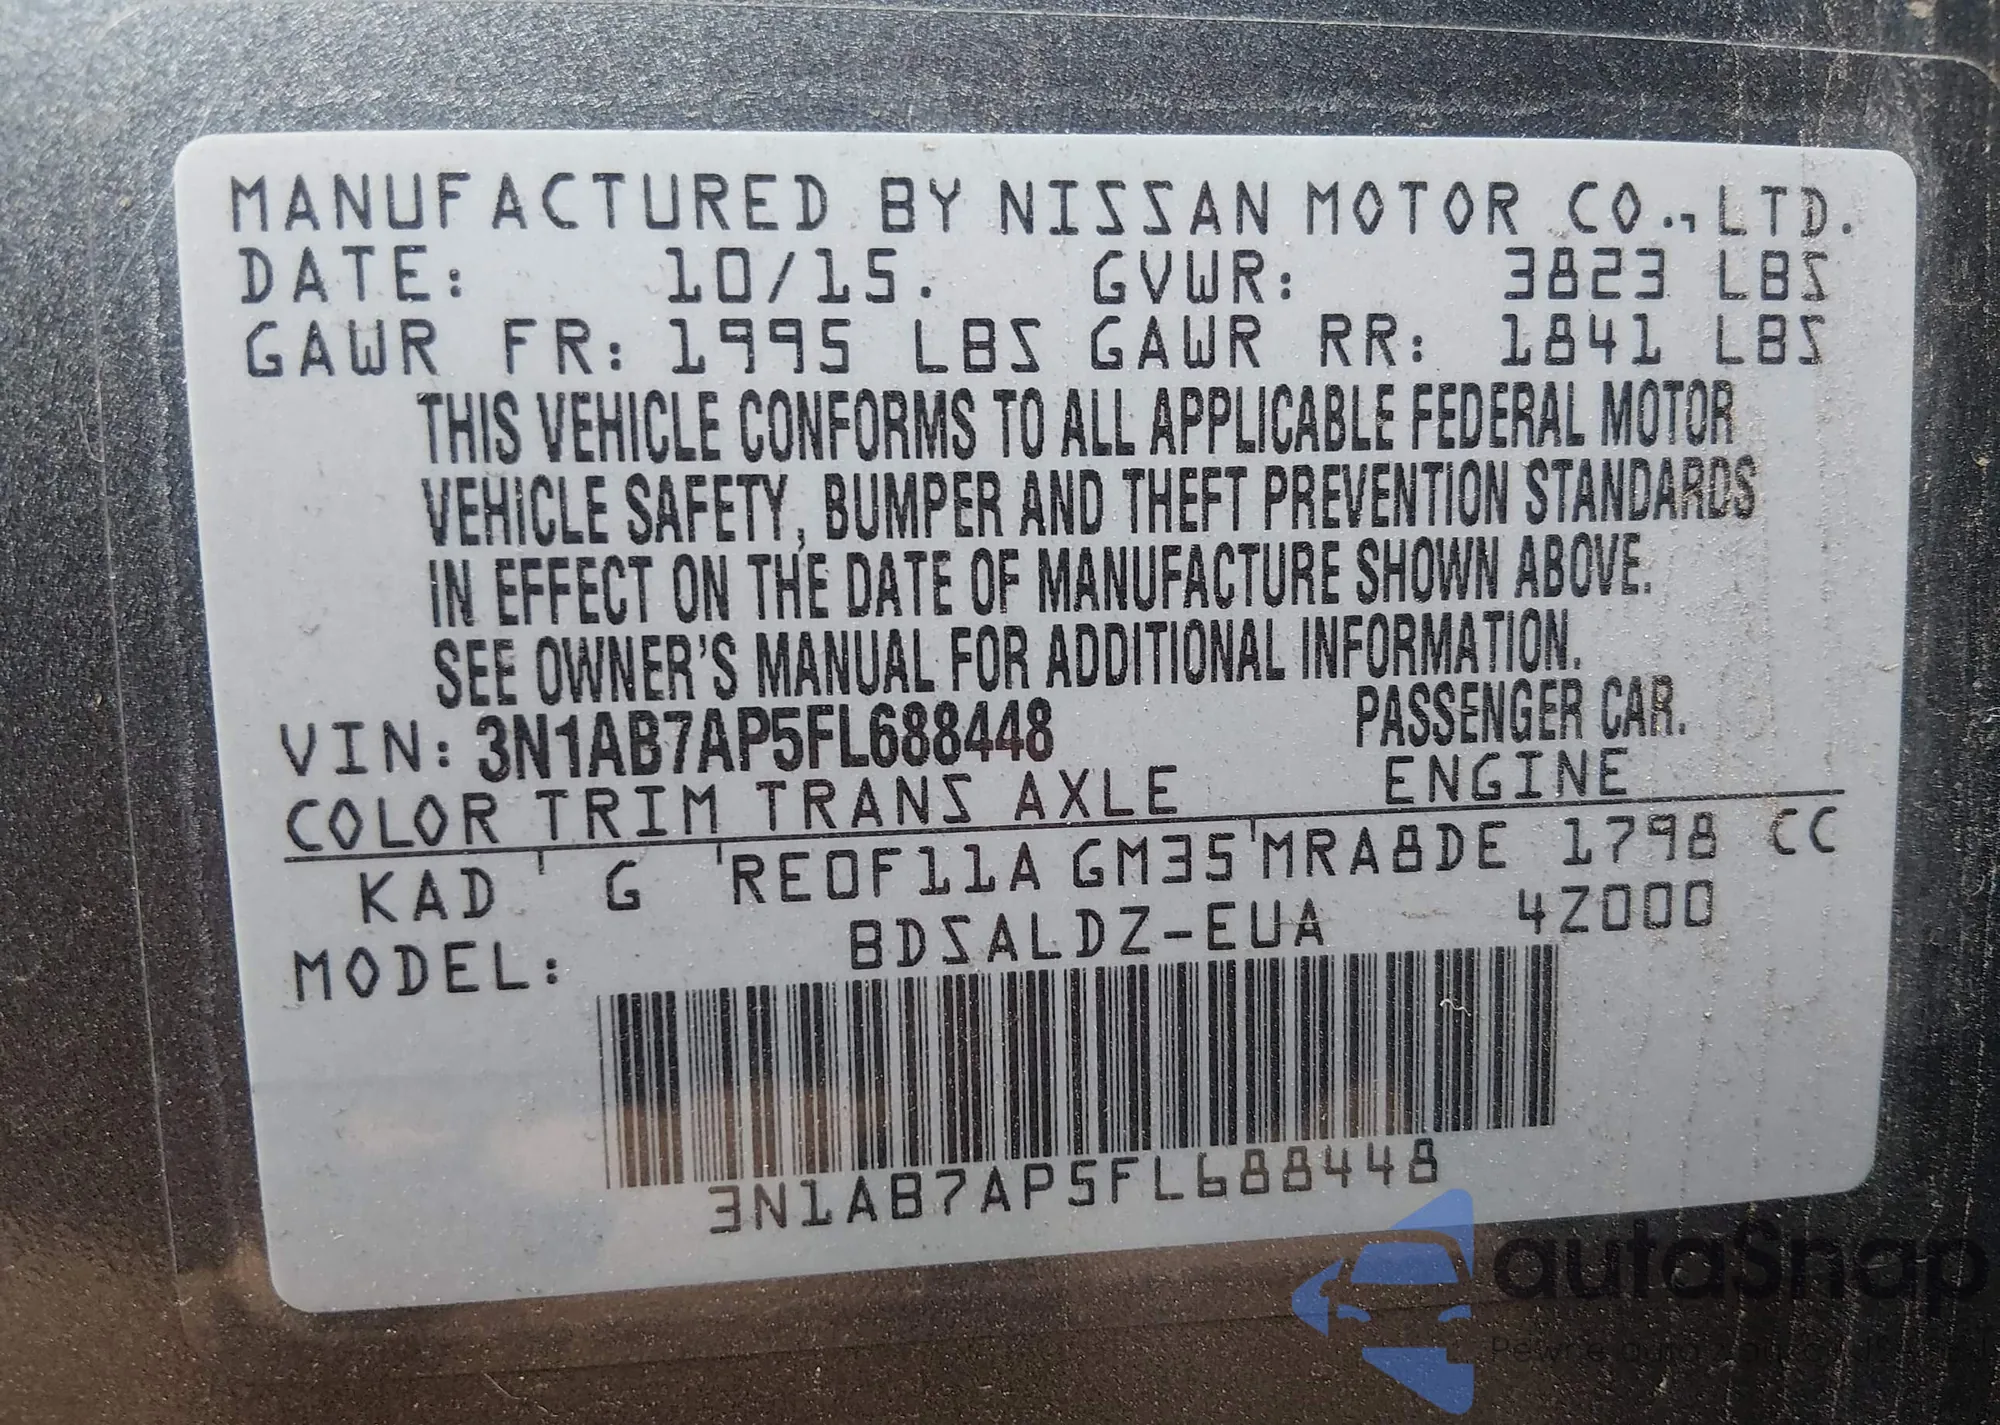 MANUFACTURED BY NISSAN MOTOR CO., LTD.
DATE: 10/15. GVWR: 3823 LBS
GAWR FR: 1995 LBS GAWR RR: 1841 LBS
THIS VEHICLE CONFORMS TO ALL APPLICABLE FEDERAL MOTOR
VEHICLE SAFETY, BUMPER AND THEFT PREVENTION STANDARDS
IN EFFECT ON THE DATE OF MANUFACTURE SHOWN ABOVE.
SEE OWNER'S MANUAL FOR ADDITIONAL INFORMATION.
VIN: 3N1AB7AP5FL688448 PASSENGER CAR.
COLOR TRIM TRANS AXLE ENGINE
KAD G RE0F11A GM35 MRA8DE 1798 CC
MODEL: BDSALDZ-EUA 4Z000
3N1AB7AP5FL688448
autaSnap